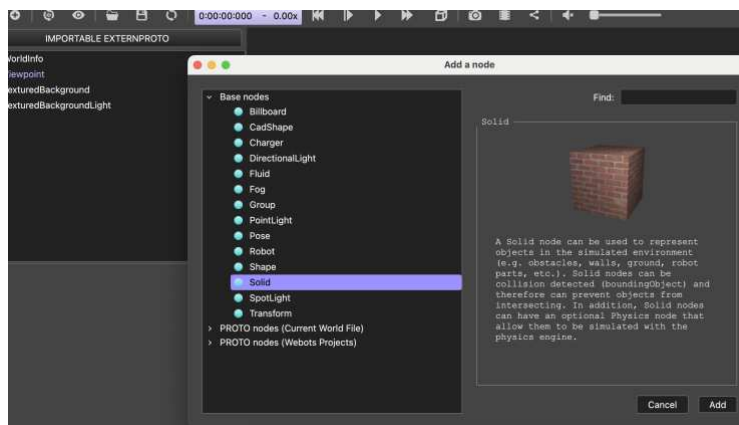 0:00:00:000 - 0.00x
IMPORTABLE EXTERNPROTO
WorldInfo
Viewpoint
TexturedBackground
TexturedBackgroundLight
Add a node
Base nodes
Billboard
CadShape
Charger
DirectionalLight
Fluid
Fog
Group
PointLight
Pose
Robot
Shape
Solid
SpotLight
Transform
PROTO nodes (Current World File)
PROTO nodes (Webots Projects)
Find:
Solid
A Solid node can be used to represent
objects in the simulated environment
(e.g. obstacles, walls, ground, robot
parts, etc.). Solid nodes can be
collision detected (boundingObject) and
therefore can prevent objects from
intersecting. In addition, Solid nodes
can have an optional Physics node that
allow them to be simulated with the
physics engine.
Cancel
Add